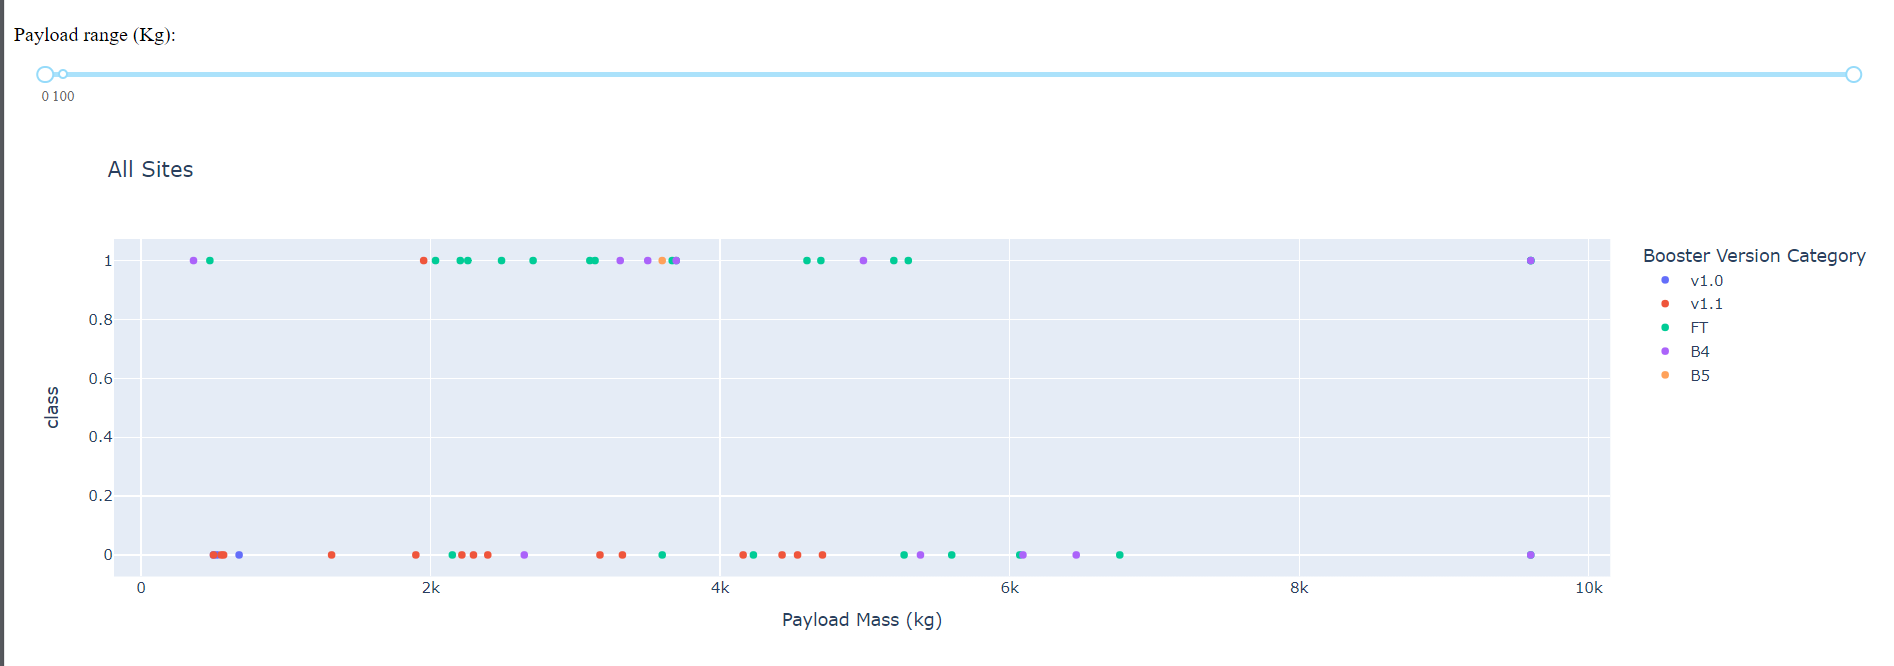 Payload range (Kg):
0 100
All Sites
Booster Version Category
v1.0
v1.1
FT
B4
B5
1
0.8
0.6
0.4
0.2
0
class
0 2k 4k 6k 8k 10k
Payload Mass (kg)